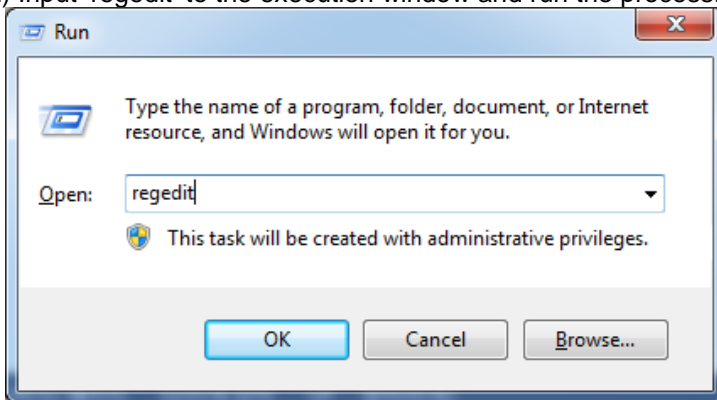 ) Input 'regedit' to the execution window and run the process.
Run
Type the name of a program, folder, document, or Internet
resource, and Windows will open it for you.
Open: regedit
This task will be created with administrative privileges.
OK Cancel Browse...